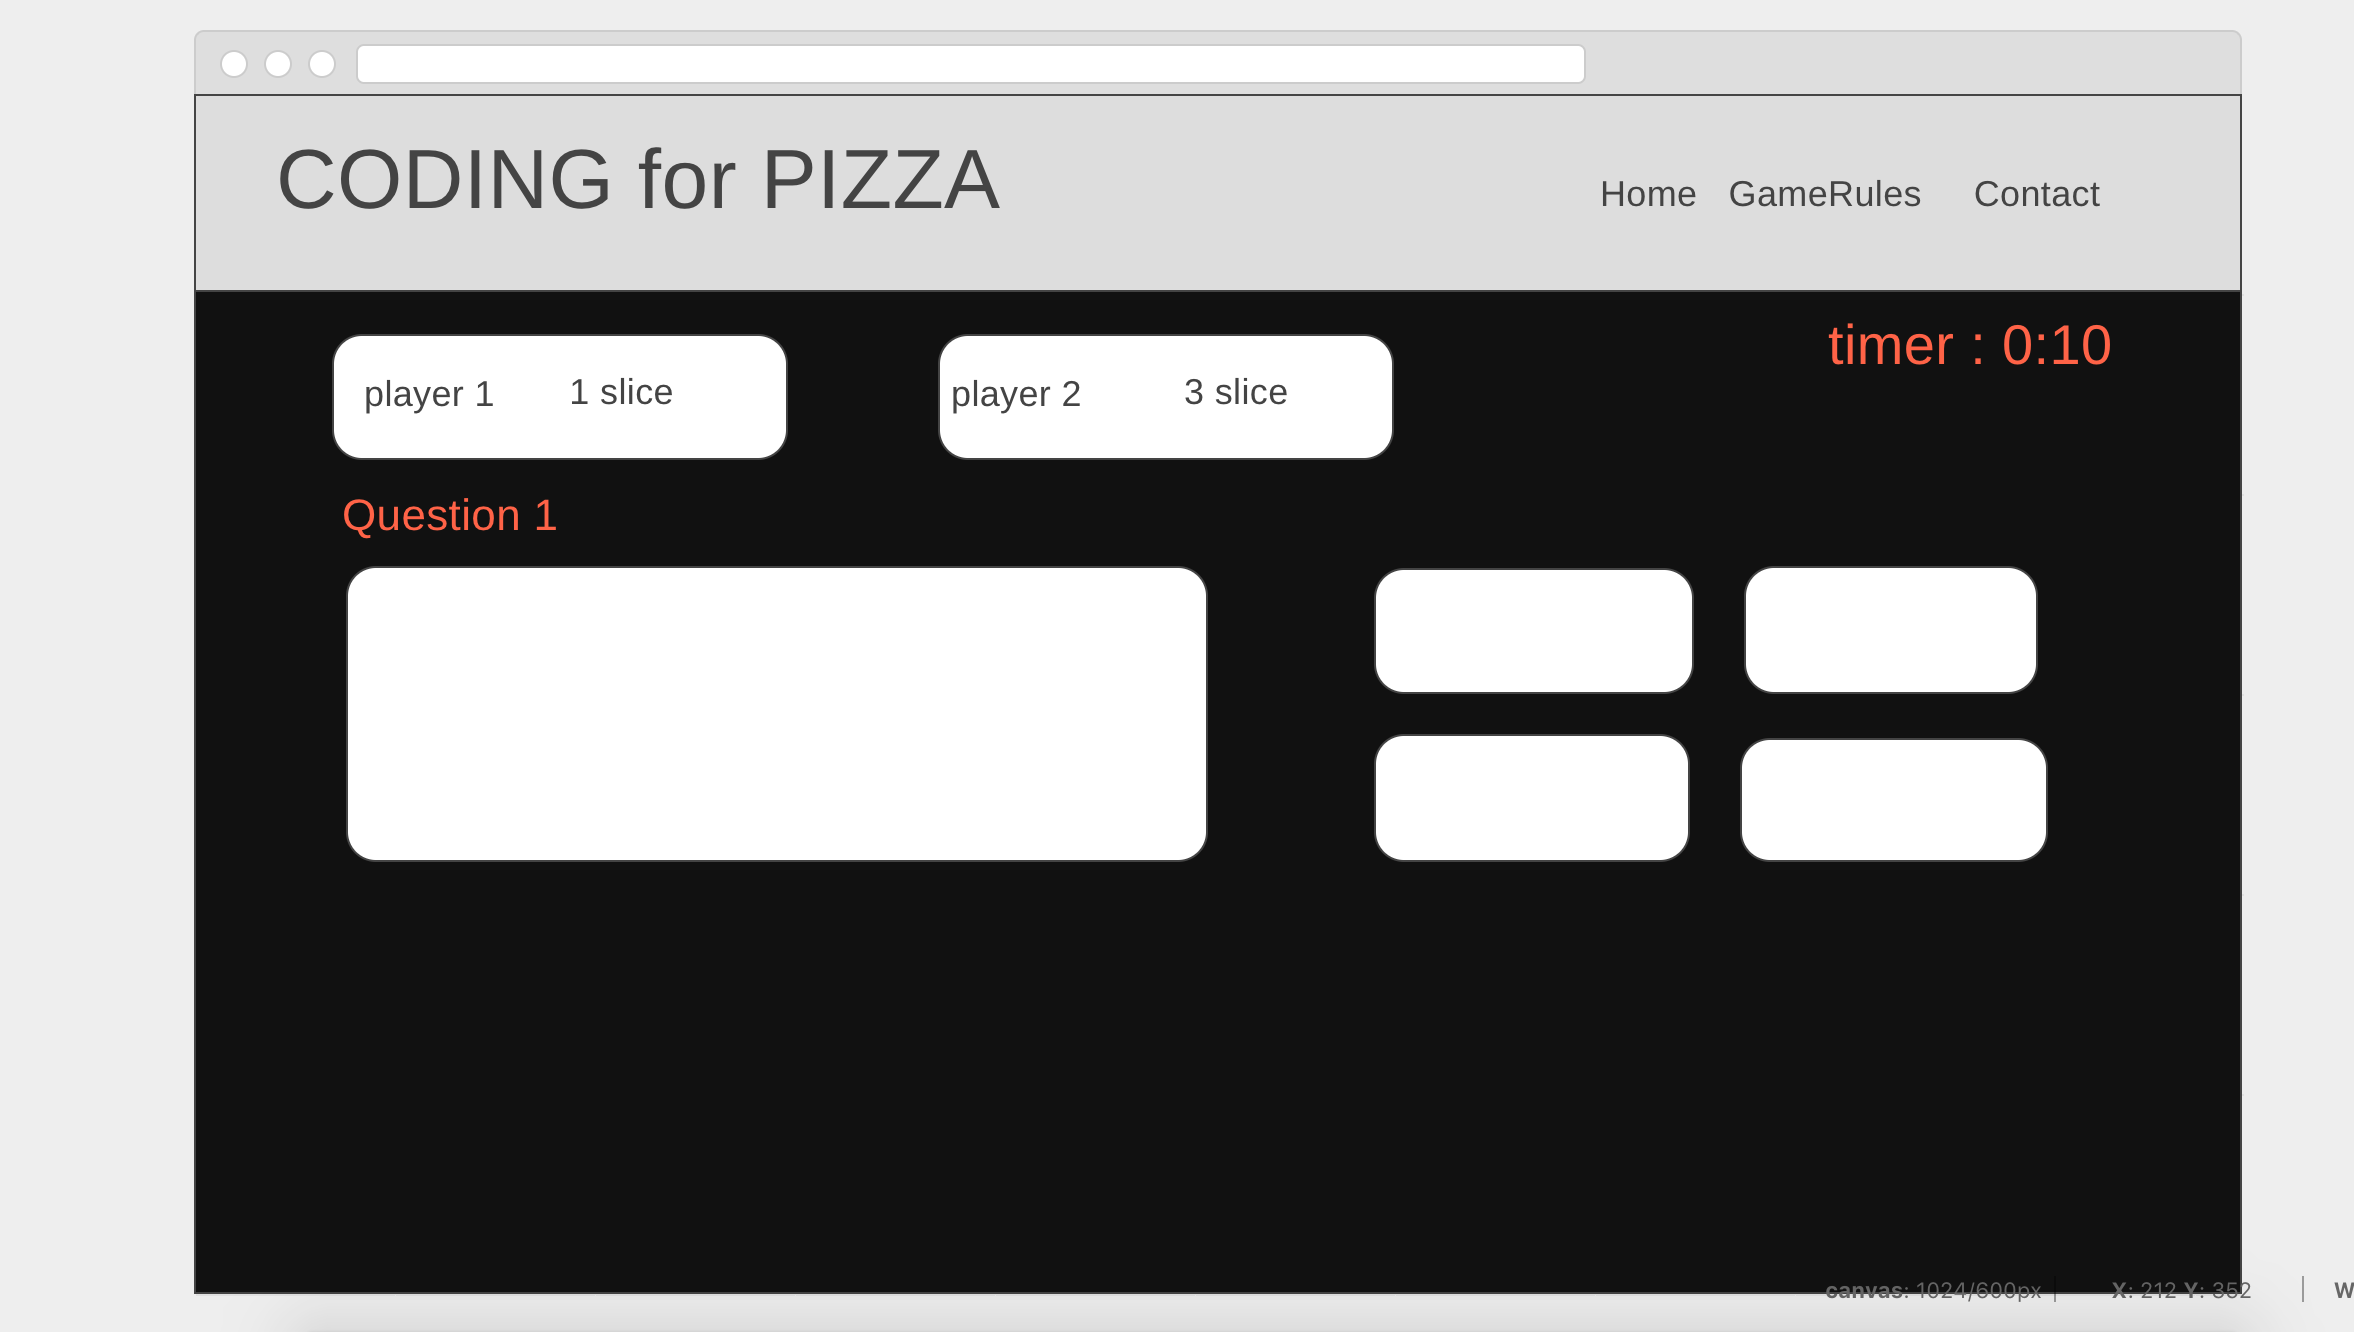 CODING for PIZZA
Home GameRules Contact
timer : 0:10
player 1 1 slice
player 2 3 slice
Question 1
canvas: 1024/600px X: 212 Y: 352 W